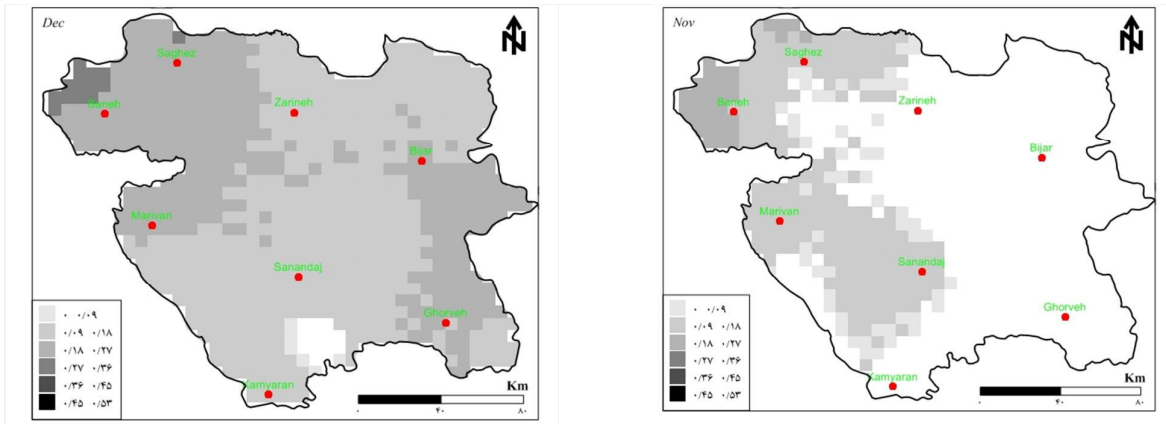 Dec
N
Saghez
Baneh
Zarineh
Bijar
Marivan
Sanandaj
Ghorveh
Kamyaran
۰ ۰/۰۹
۰/۰۹ ۰/۱۸
۰/۱۸ ۰/۲۷
۰/۲۷ ۰/۳۶
۰/۳۶ ۰/۴۵
۰/۴۵ ۰/۵۳
Km
۰ ۴۰ ۸۰
Nov
N
Saghez
Baneh
Zarineh
Bijar
Marivan
Sanandaj
Ghorveh
Kamyaran
۰ ۰/۰۹
۰/۰۹ ۰/۱۸
۰/۱۸ ۰/۲۷
۰/۲۷ ۰/۳۶
۰/۳۶ ۰/۴۵
۰/۴۵ ۰/۵۳
Km
۰ ۴۰ ۸۰